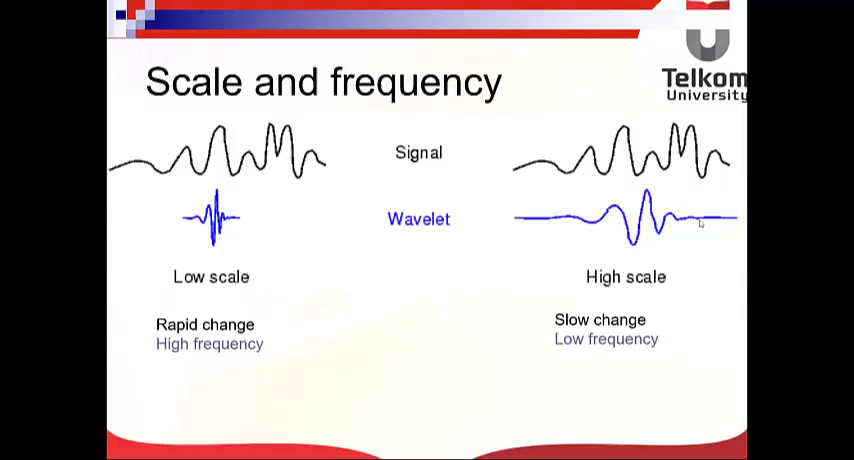 Scale and frequency
Telkom
University
Signal
Wavelet
Low scale
High scale
Rapid change
High frequency
Slow change
Low frequency